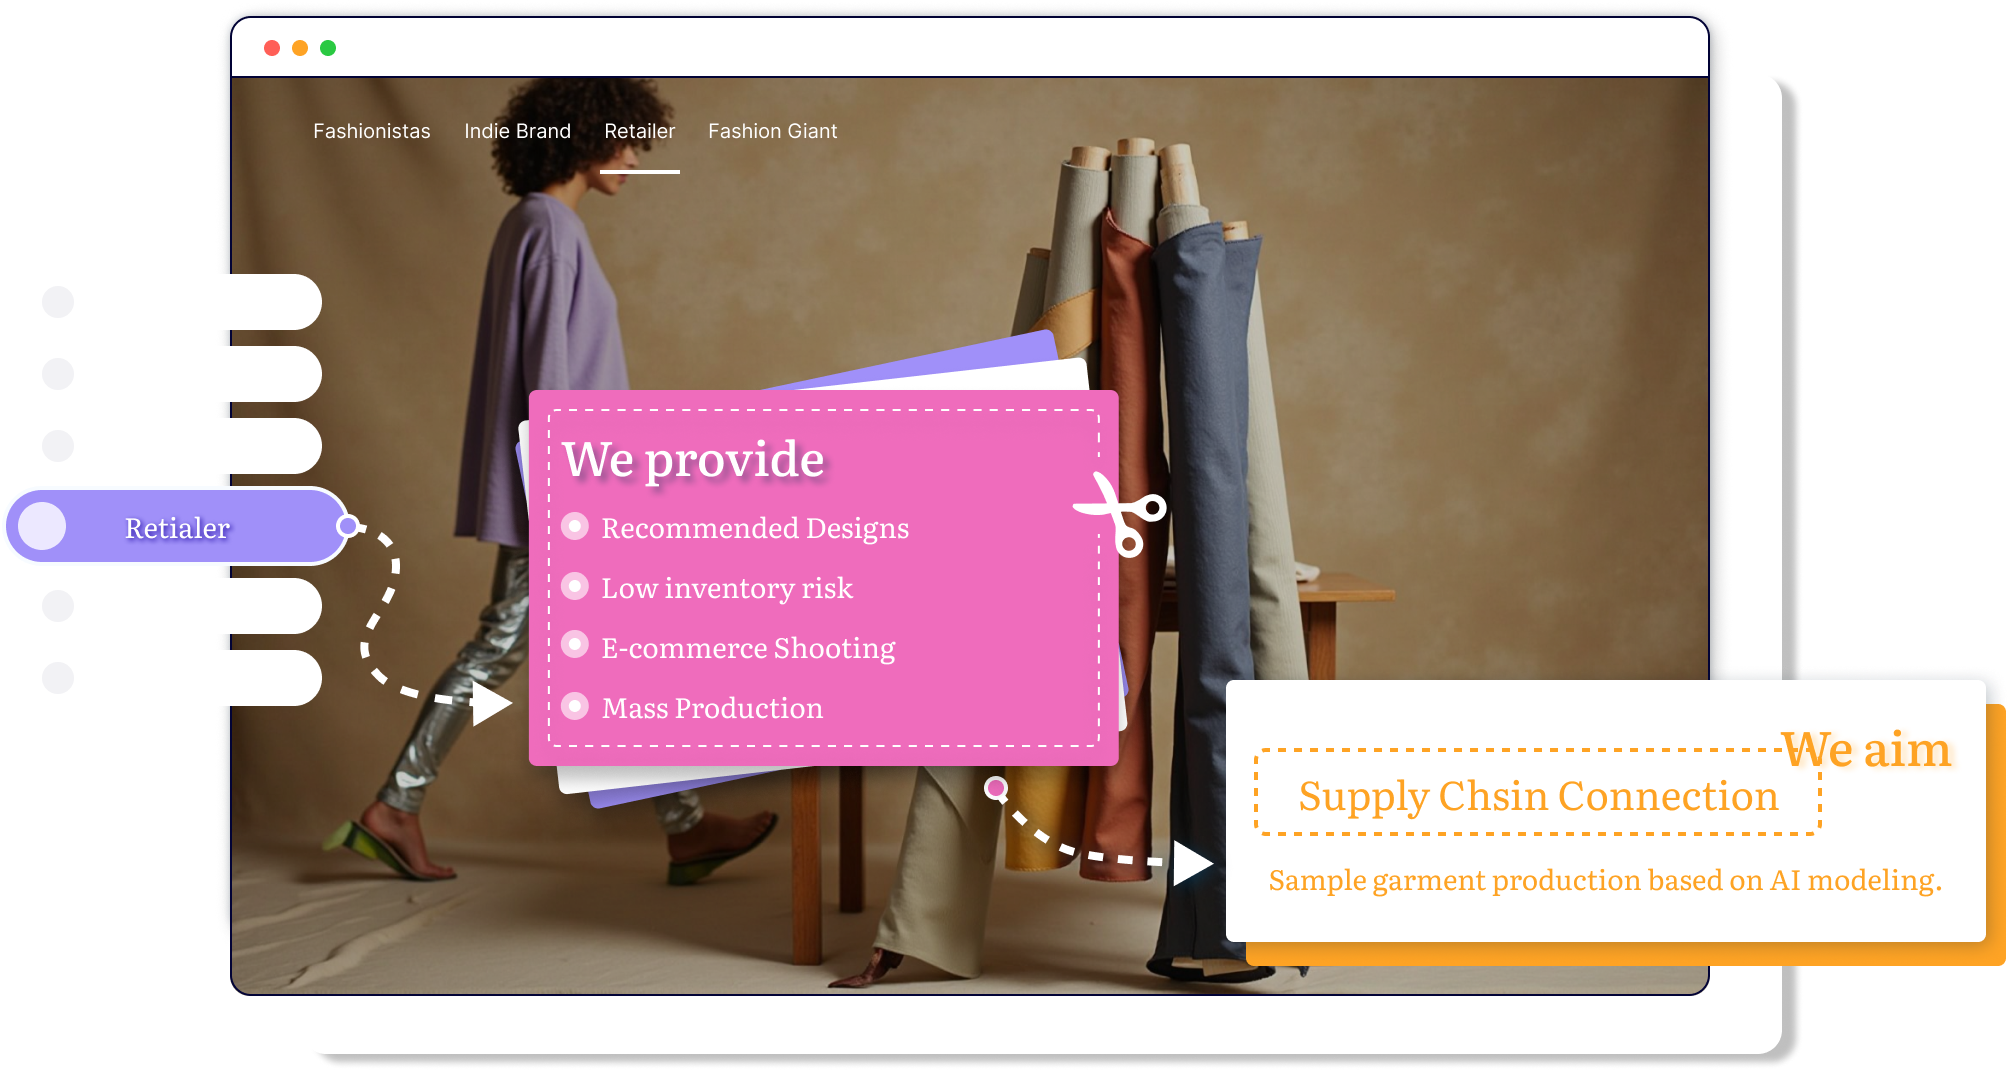 Fashionistas Indie Brand Retailer Fashion Giant
We provide
Recommended Designs
Retialer
Low inventory risk
E-commerce Shooting
Mass Production
We aim
Supply Chsin Connection
Sample garment production based on AI modeling.